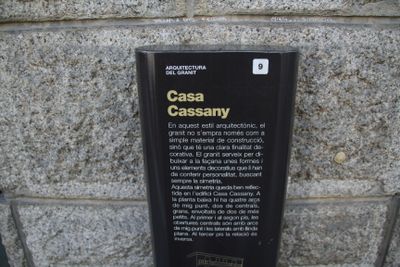 ARQUITECTURA
DEL GRANIT
9
Casa
Cassany
En aquest estil arquitectònic, el
granit no s'empra només com a
simple material de construcció,
sinó que té una clara finalitat de-
corativa. El granit serveix per di-
buixar a la façana unes formes i
uns elements decoratius que li han
de conferir personalitat, buscant
sempre la simetria.
Aquesta simetria queda ben reflec-
tida en l'edifici Casa Cassany. A
la planta baixa hi ha quatre arcs
de mig punt, dos de centrals,
grans, envoltats de dos de més
petits. Al primer i al segon pis, les
obertures centrals són amb arcs
de mig punt i les laterals amb llinda
plana. Al tercer pis la relació és
inversa.